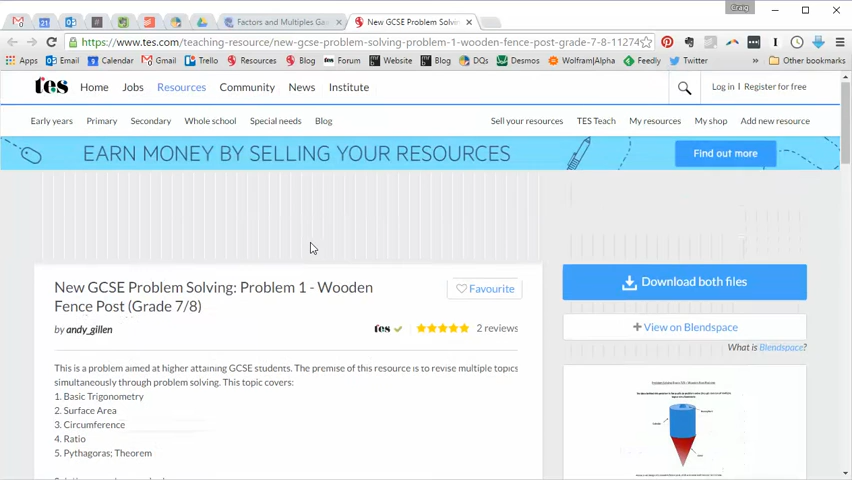 Craig
Factors and Multiples Ga
New GCSE Problem Solvi
https://www.tes.com/teaching-resource/new-gcse-problem-solving-problem-1-wooden-fence-post-grade-7-8-11274
Apps Email Calendar Gmail Trello Resources Blog Forum Website Blog DQs Desmos Wolfram|Alpha Feedly Twitter Other bookmarks
tes Home Jobs Resources Community News Institute Log in | Register for free
Early years Primary Secondary Whole school Special needs Blog Sell your resources TES Teach My resources My shop Add new resource
EARN MONEY BY SELLING YOUR RESOURCES Find out more
New GCSE Problem Solving: Problem 1 - Wooden
Fence Post (Grade 7/8)
Favourite
Download both files
by andy_gillen tes 2 reviews
View on Blendspace
What is Blendspace?
This is a problem aimed at higher attaining GCSE students. The premise of this resource is to revise multiple topics
simultaneously through problem solving. This topic covers:
1. Basic Trigonometry
2. Surface Area
3. Circumference
4. Ratio
5. Pythagoras; Theorem